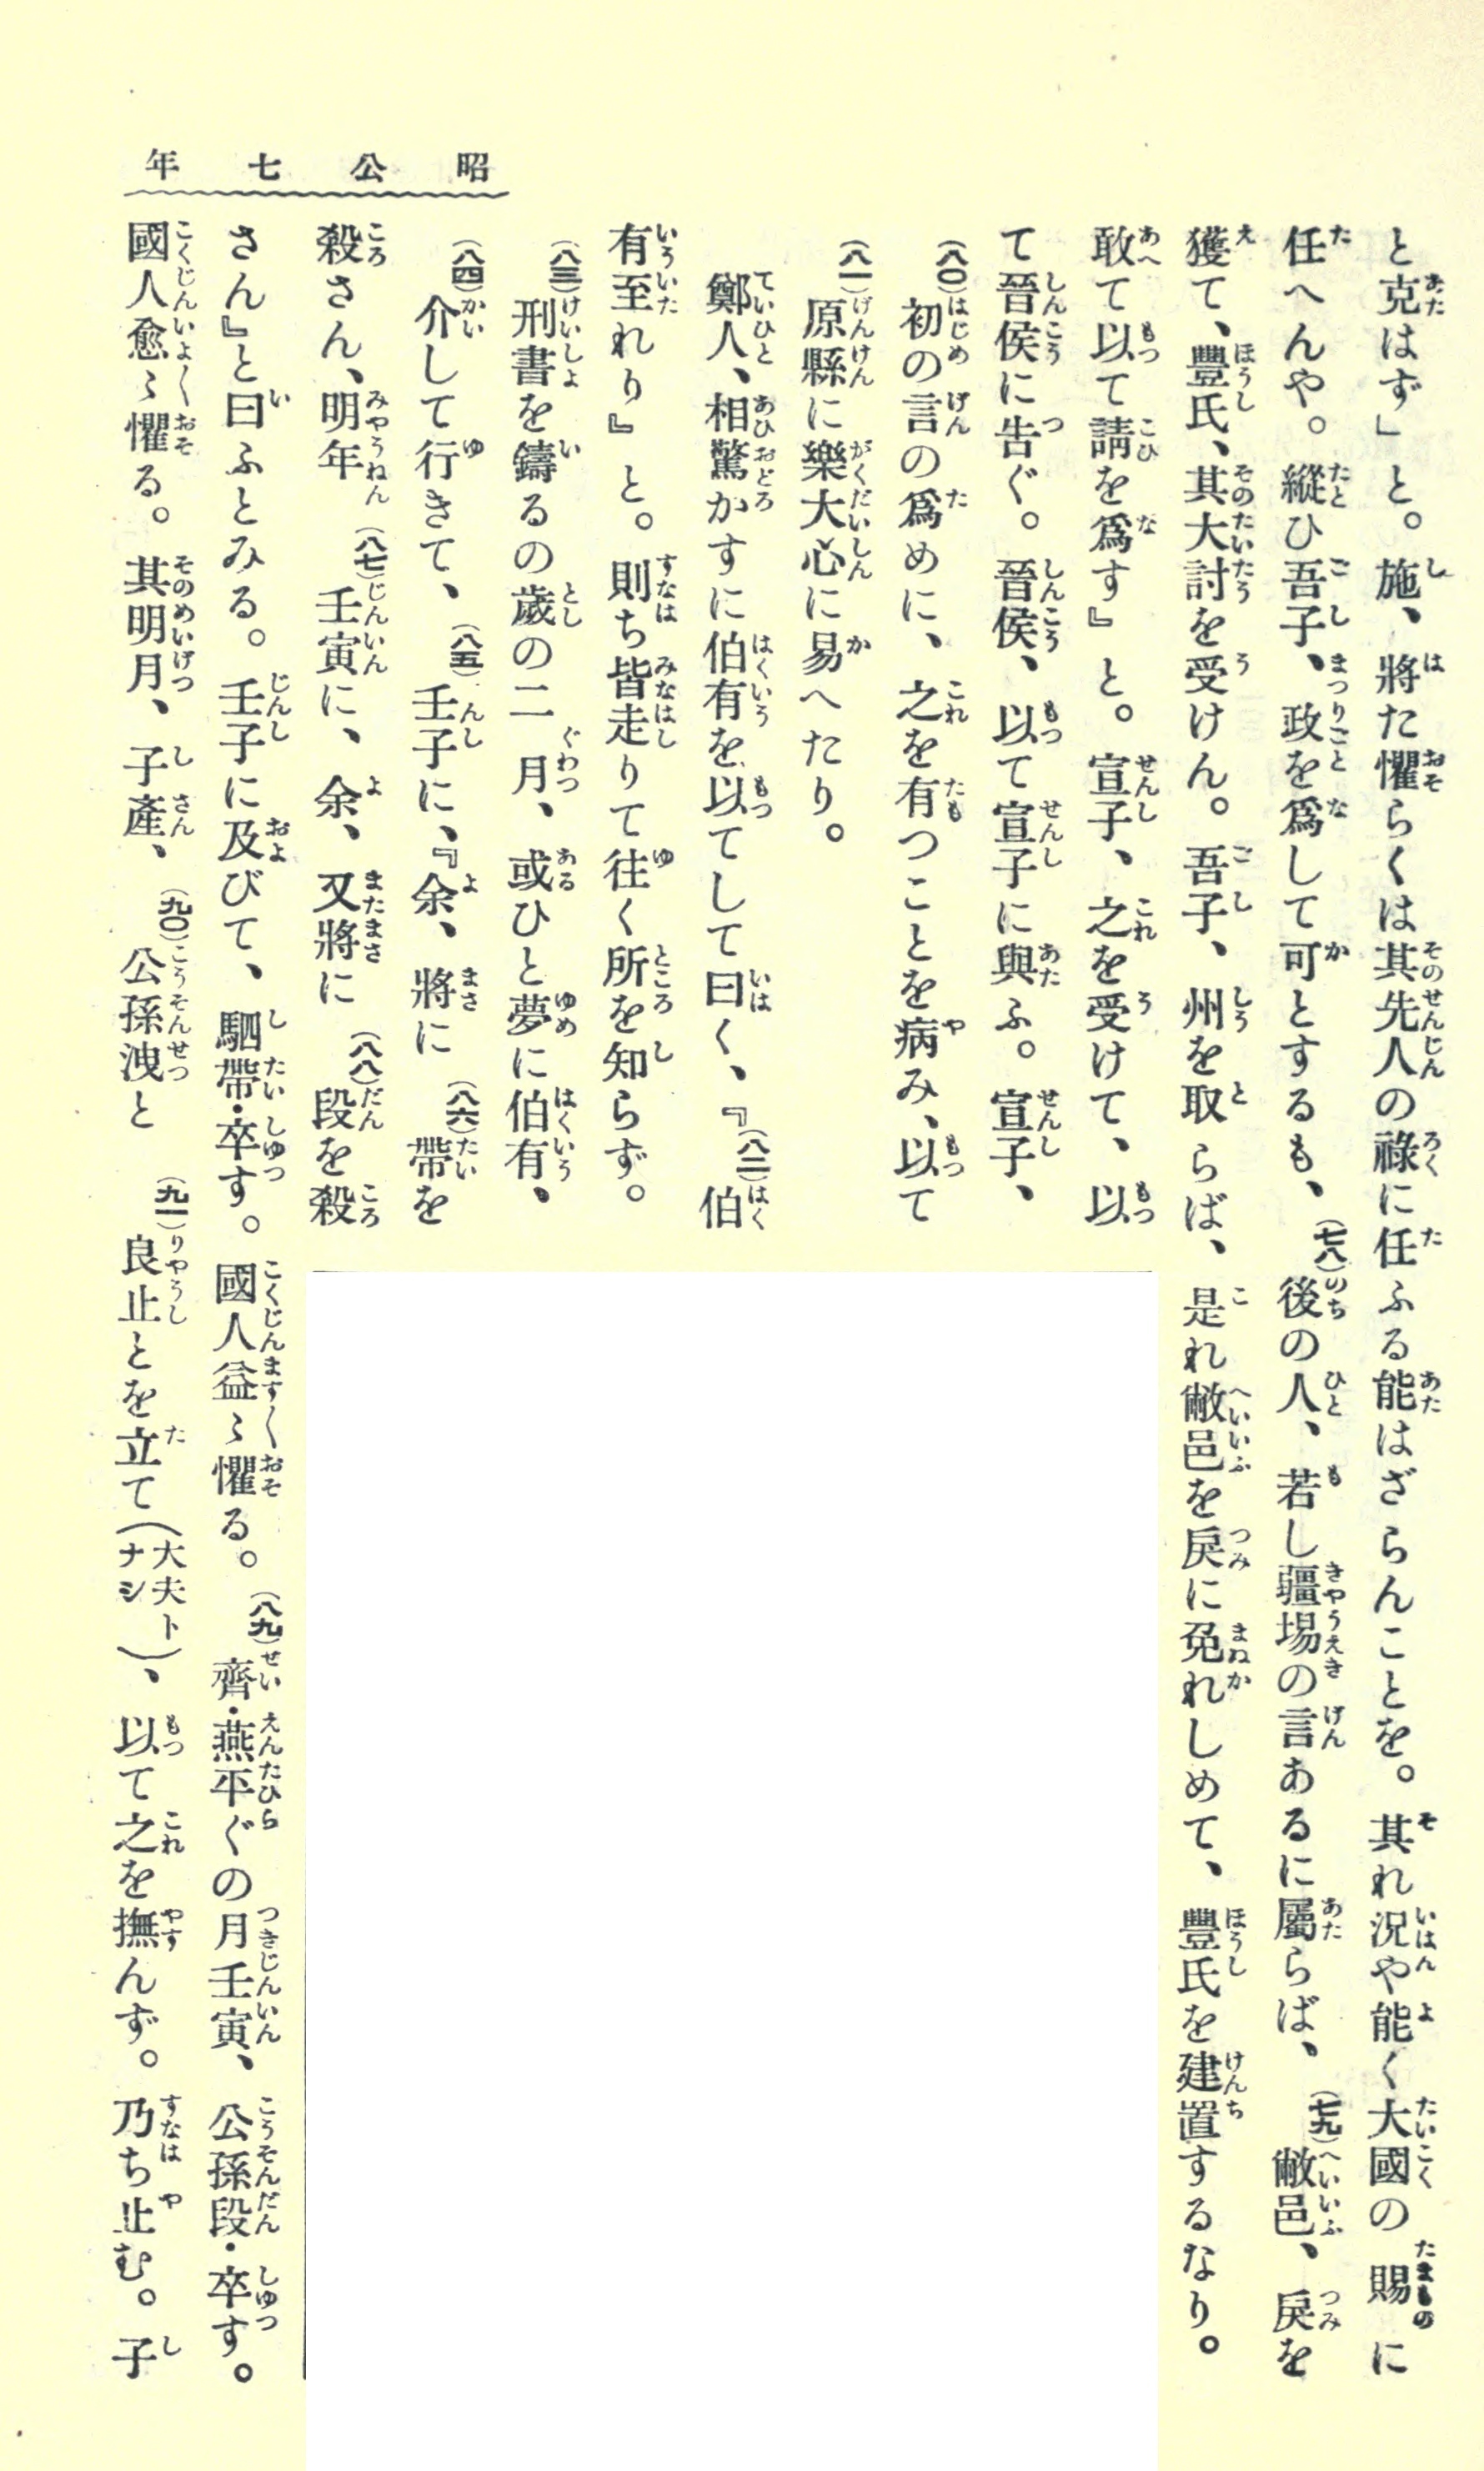 昭公七年
と克はず」と。施、將た懼らくは其先人の祿に任ふる能はざらんことを。其れ況や能く大國の賜に
任へんや。縱ひ吾子、政を爲して可とするも、(七八)後の人、若し疆埸の言あるに屬らば、(七九)敝邑、戾を
獲て、豐氏、其大討を受けん。吾子、州を取らば、是れ敝邑を戾に免れしめて、豐氏を建置するなり。
敢て以て請を爲す』と。宣子、之を受けて、以
て晉侯に告ぐ。晉侯、以て宣子に與ふ。宣子、
(八〇)初の言の爲めに、之を有つことを病み、以て
(八一)原縣に樂大心に易へたり。
鄭人、相驚かすに伯有を以てして曰く、『(八二)伯
有至れり』と。則ち皆走りて往く所を知らず。
(八三)刑書を鑄るの歲の二月、或ひと夢に伯有、
(八四)介して行きて、(八五)壬子に、『余、將に(八六)帶を
殺さん、明年(八七)壬寅に、余、又將に(八八)段を殺
さん』と曰ふとみる。壬子に及びて、駟帶・卒す。國人益〻懼る。(八九)齊・燕平ぐの月壬寅、公孫段・卒す。
國人愈〻懼る。其明月、子產、(九〇)公孫洩と(九一)良止とを立て(大夫トナシ)、以て之を撫んず。乃ち止む。子